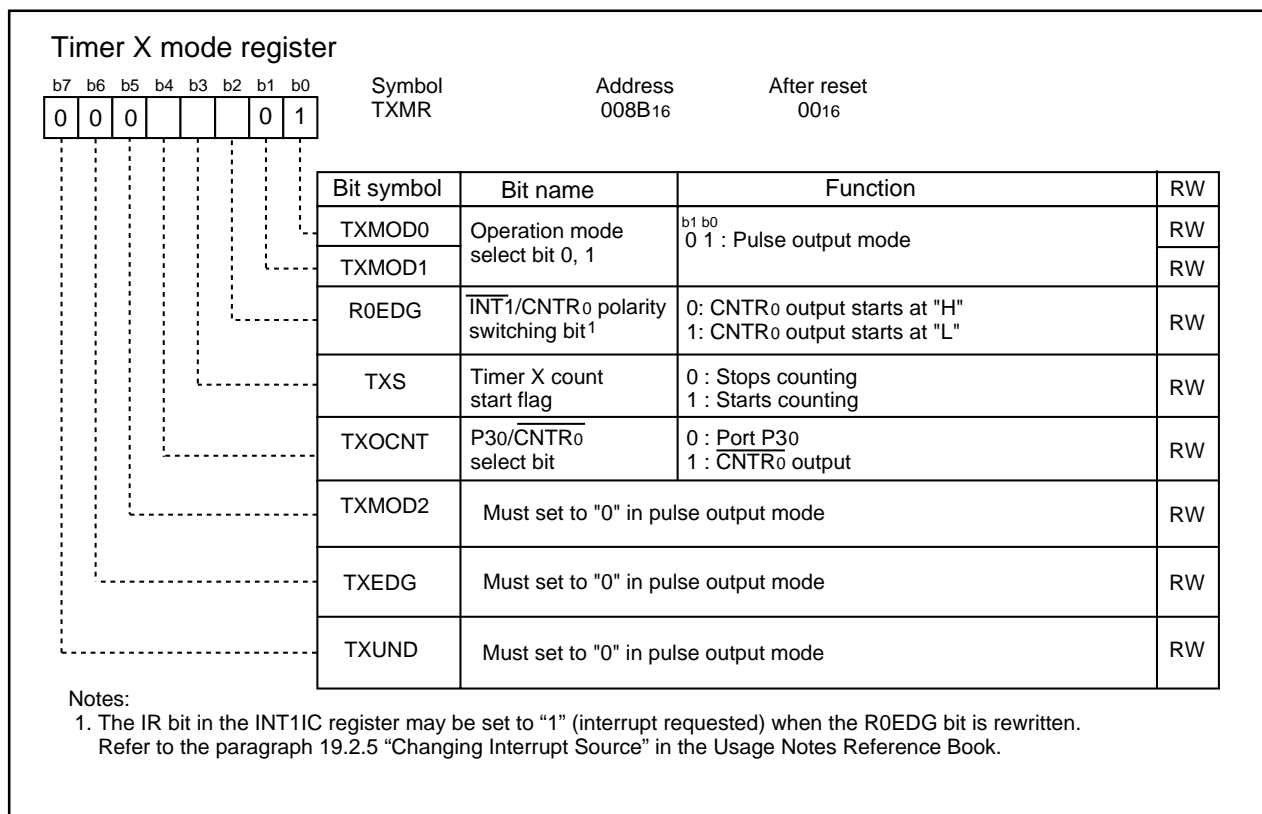 Timer X mode register
b7 b6 b5 b4 b3 b2 b1 b0
0 0 0 0 1
Symbol Address After reset
TXMR 008B16 0016
Bit symbol Bit name Function RW
TXMOD0 Operation mode select bit 0, 1 b1 b0 RW
0 1 : Pulse output mode
TXMOD1 RW
R0EDG INT1/CNTR0 polarity 0: CNTR0 output starts at "H" RW
switching bit1 1: CNTR0 output starts at "L"
TXS Timer X count 0 : Stops counting RW
start flag 1 : Starts counting
TXOCNT P30/CNTR0 0 : Port P30 RW
select bit 1 : CNTR0 output
TXMOD2 Must set to "0" in pulse output mode RW
TXEDG Must set to "0" in pulse output mode RW
TXUND Must set to "0" in pulse output mode RW
Notes:
1. The IR bit in the INT1IC register may be set to “1” (interrupt requested) when the R0EDG bit is rewritten.
Refer to the paragraph 19.2.5 “Changing Interrupt Source” in the Usage Notes Reference Book.